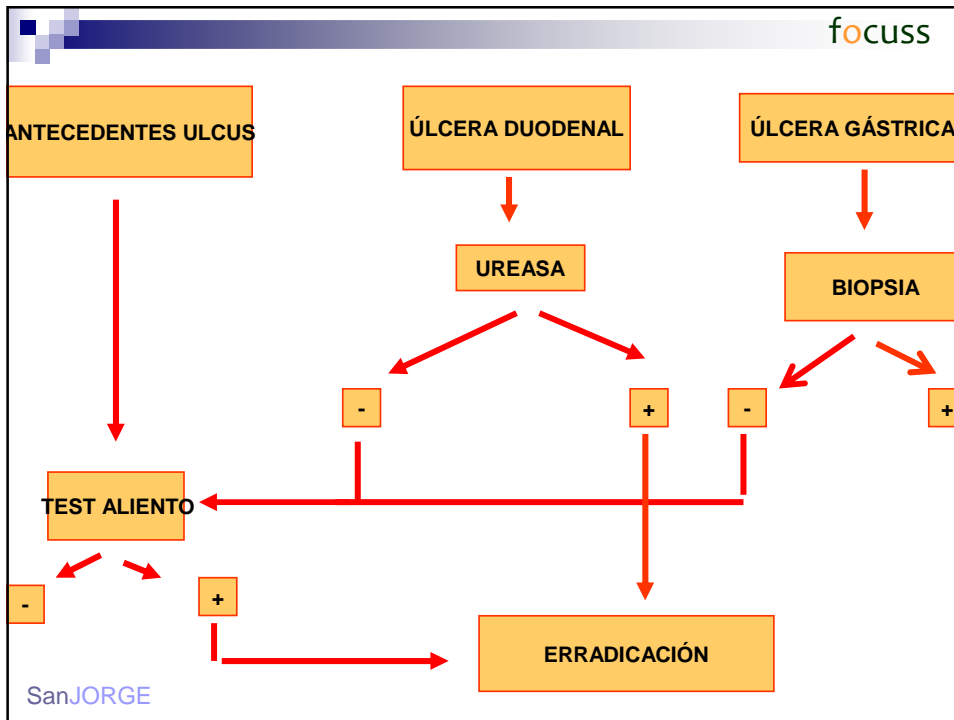 focuss
ANTECEDENTES ULCUS
ÚLCERA DUODENAL
ÚLCERA GÁSTRICA
UREASA
BIOPSIA
-
+
-
+
TEST ALIENTO
-
+
ERRADICACIÓN
SanJORGE